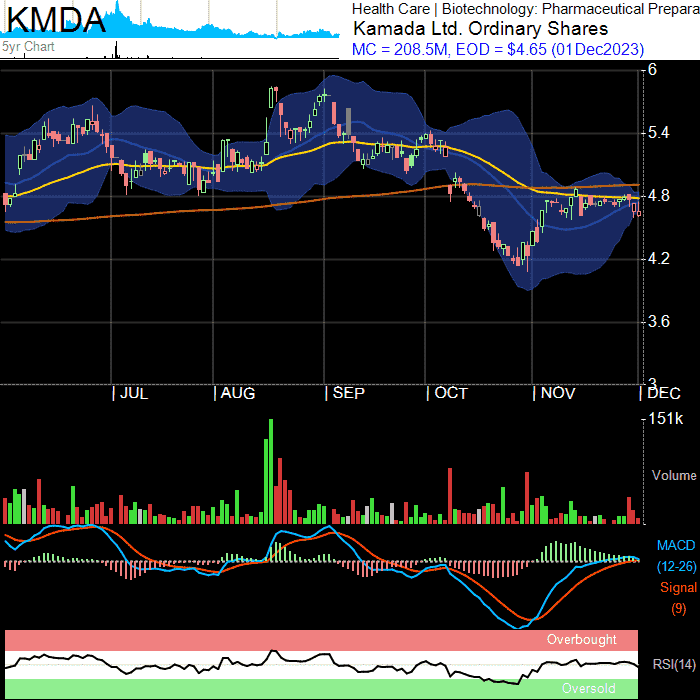 KMDA
5yr Chart
Health Care | Biotechnology: Pharmaceutical Prepara
Kamada Ltd. Ordinary Shares
MC = 208.5M, EOD = $4.65 (01Dec2023)
6
5.4
4.8
4.2
3.6
3
JUL AUG SEP OCT NOV DEC
151k
Volume
MACD
(12-26)
Signal
(9)
Overbought
RSI(14)
Oversold